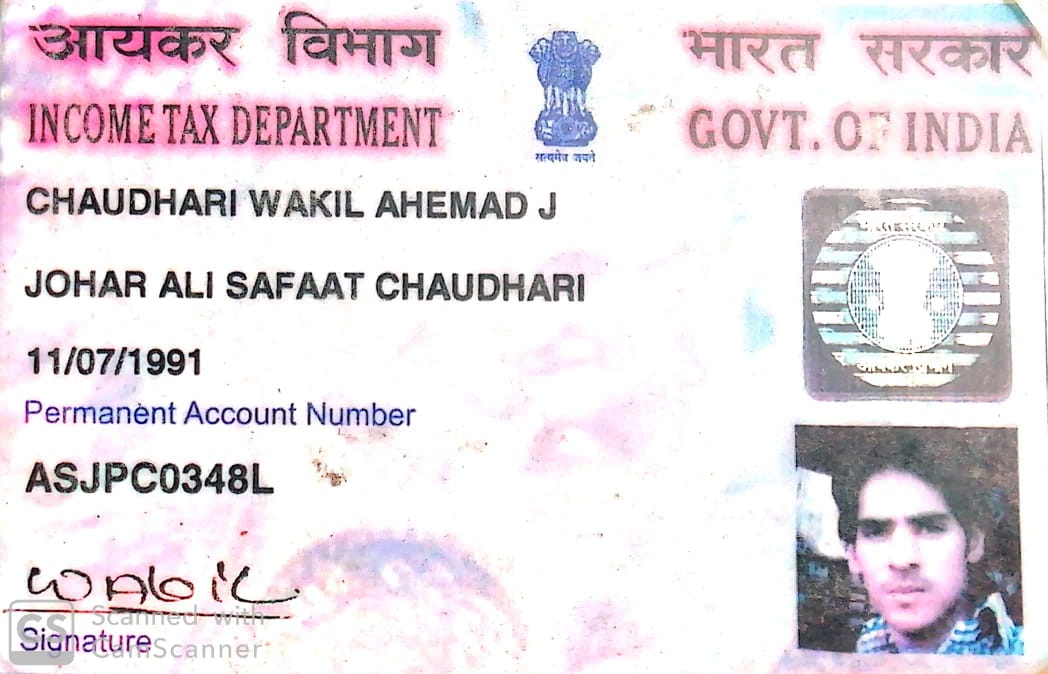 आयकर विभाग
भारत सरकार
INCOME TAX DEPARTMENT
GOVT. OF INDIA
सत्यमेव जयते
CHAUDHARI WAKIL AHEMAD J
JOHAR ALI SAFAAT CHAUDHARI
11/07/1991
Permanent Account Number
ASJPC0348L
Signature
CS
Scanned with
CamScanner